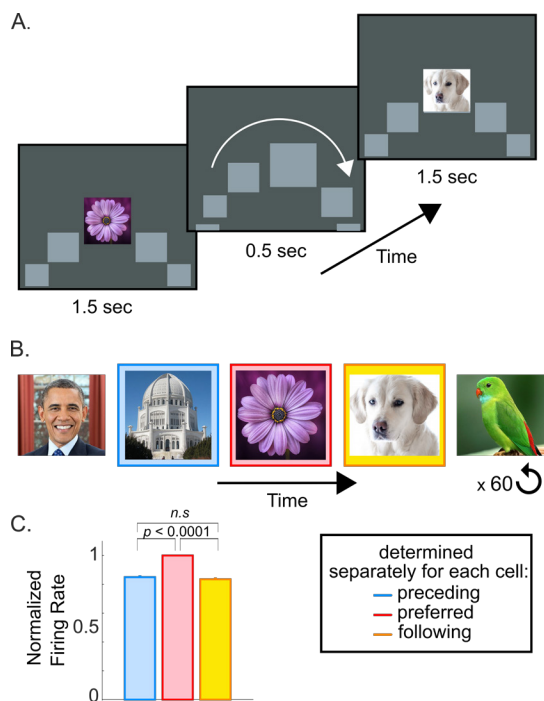 A.
1.5 sec
0.5 sec
1.5 sec
Time
B.
Time
x 60
C.
n.s
p < 0.0001
Normalized
Firing Rate
1
0.5
0
determined
separately for each cell:
preceding
preferred
following